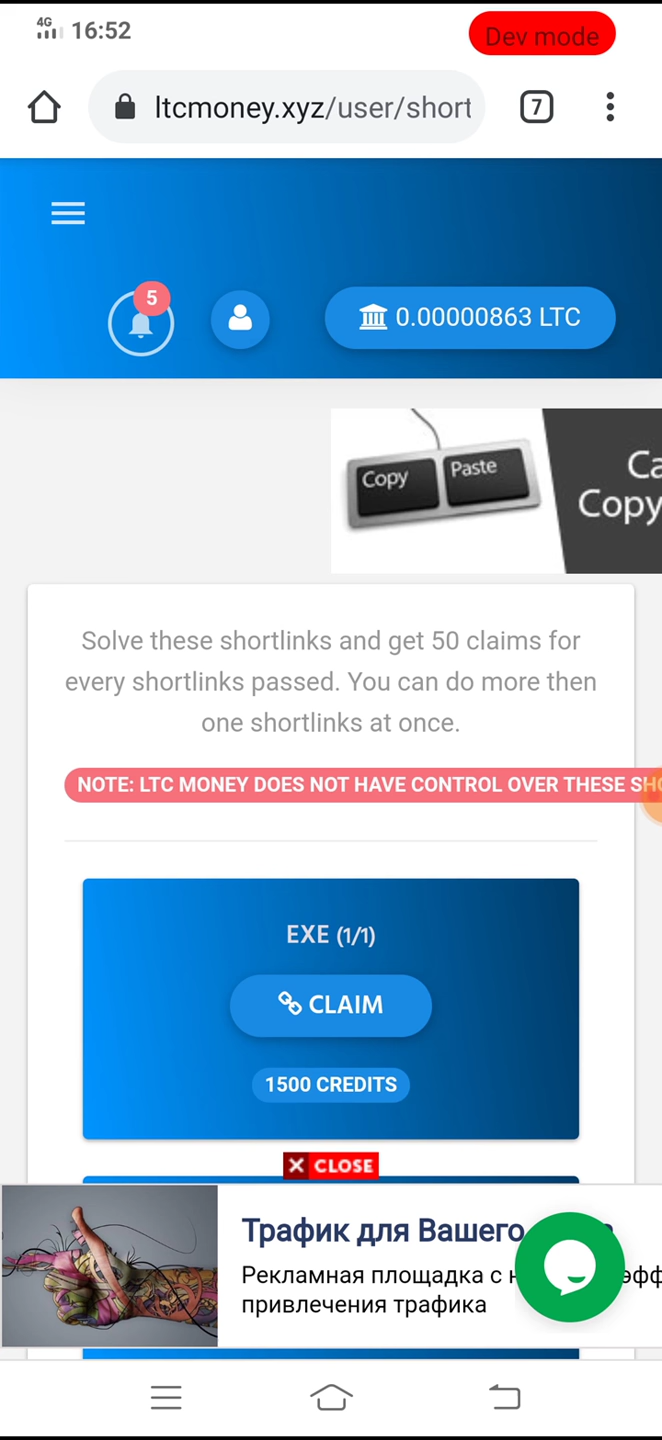 4G 16:52
Dev mode
ltcmoney.xyz/user/short
7
5
0.00000863 LTC
Copy Paste
Copy
Solve these shortlinks and get 50 claims for
every shortlinks passed. You can do more then
one shortlinks at once.
NOTE: LTC MONEY DOES NOT HAVE CONTROL OVER THESE
EXE (1/1)
CLAIM
1500 CREDITS
X CLOSE
Трафик для Вашего
Рекламная площадка с
привлечения трафика